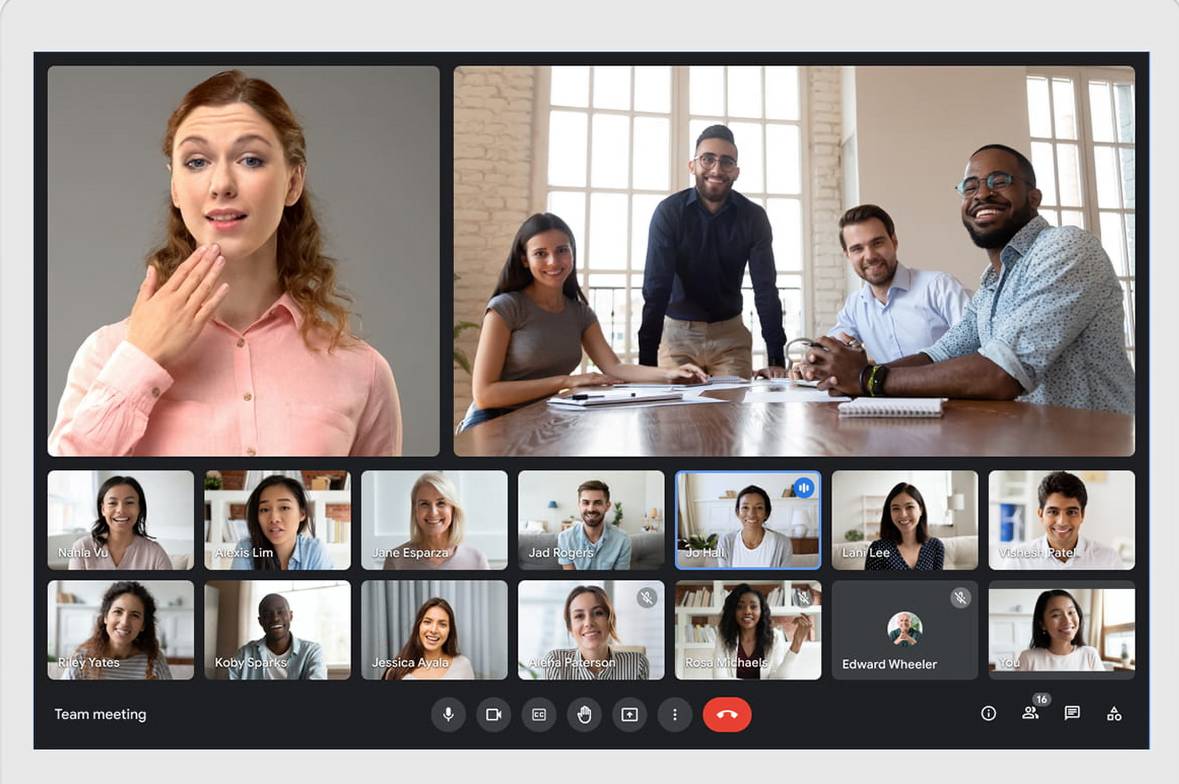 Nahla Vu
Alexis Lim
Jane Esparza
Jad Rogers
Jo Hall
Lani Lee
Vishesh Patel
Riley Yates
Koby Sparks
Jessica Ayala
Alena Paterson
Rosa Michaels
Edward Wheeler
You
16
Team meeting
CC